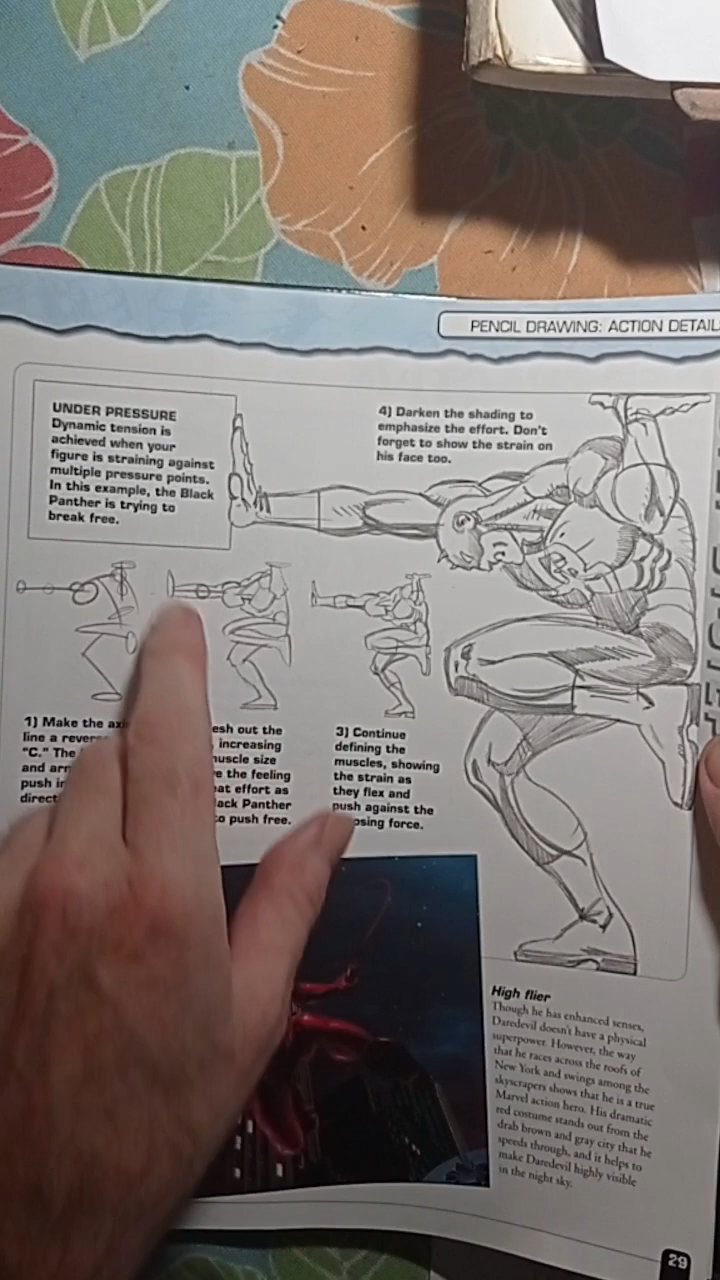 PENCIL DRAWING: ACTION DETAIL
UNDER PRESSURE
Dynamic tension is
achieved when your
figure is straining against
multiple pressure points.
In this example, the Black
Panther is trying to
break free.
4) Darken the shading to
emphasize the effort. Don't
forget to show the strain on
his face too.
1) Make the
line a
"C." The
and
push
esh out the
increasing
uscle size
the feeling
at effort as
ack Panther
o push free.
3) Continue
defining the
muscles, showing
the strain as
they flex and
push against the
osing force.
High flier
Though he has enhanced senses,
Daredevil doesn't have a physical
superpower. However, the way
that he races across the roofs of
New York and swings among the
skyscrapers shows that he is a true
Marvel action hero. His dramatic
red costume stands out from the
drab brown and gray city that he
speeds through, and it helps to
make Daredevil highly visible
in the night sky.
29